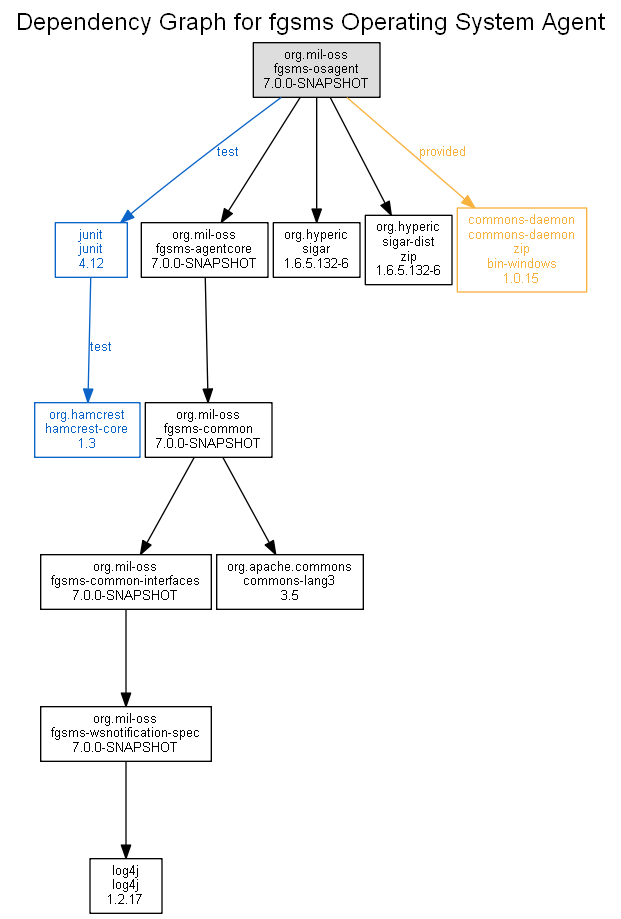 Dependency Graph for fgsms Operating System Agent
org.mil-oss
fgsms-osagent
7.0.0-SNAPSHOT
test
provided
junit
junit
4.12
org.mil-oss
fgsms-agentcore
7.0.0-SNAPSHOT
org.hyperic
sigar
1.6.5.132-6
org.hyperic
sigar-dist
zip
1.6.5.132-6
commons-daemon
commons-daemon
zip
bin-windows
1.0.15
test
org.hamcrest
hamcrest-core
1.3
org.mil-oss
fgsms-common
7.0.0-SNAPSHOT
org.mil-oss
fgsms-common-interfaces
7.0.0-SNAPSHOT
org.apache.commons
commons-lang3
3.5
org.mil-oss
fgsms-wsnotification-spec
7.0.0-SNAPSHOT
log4j
log4j
1.2.17